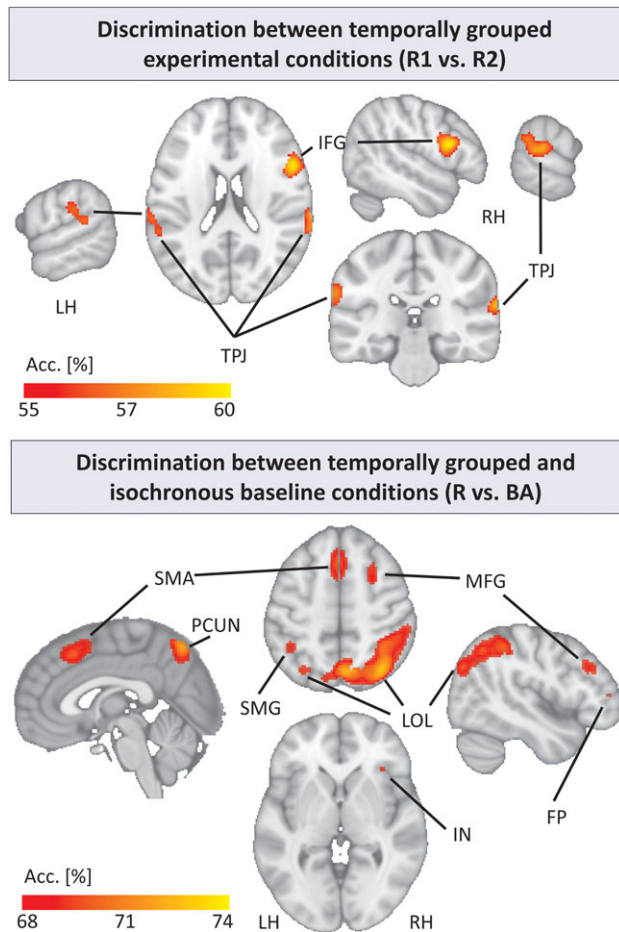 Discrimination between temporally grouped
experimental conditions (R1 vs. R2)
IFG
RH
LH
TPJ
TPJ
Acc. [%]
55 57 60
Discrimination between temporally grouped and
isochronous baseline conditions (R vs. BA)
SMA
MFG
PCUN
SMG
LOL
FP
IN
Acc. [%]
68 71 74
LH RH